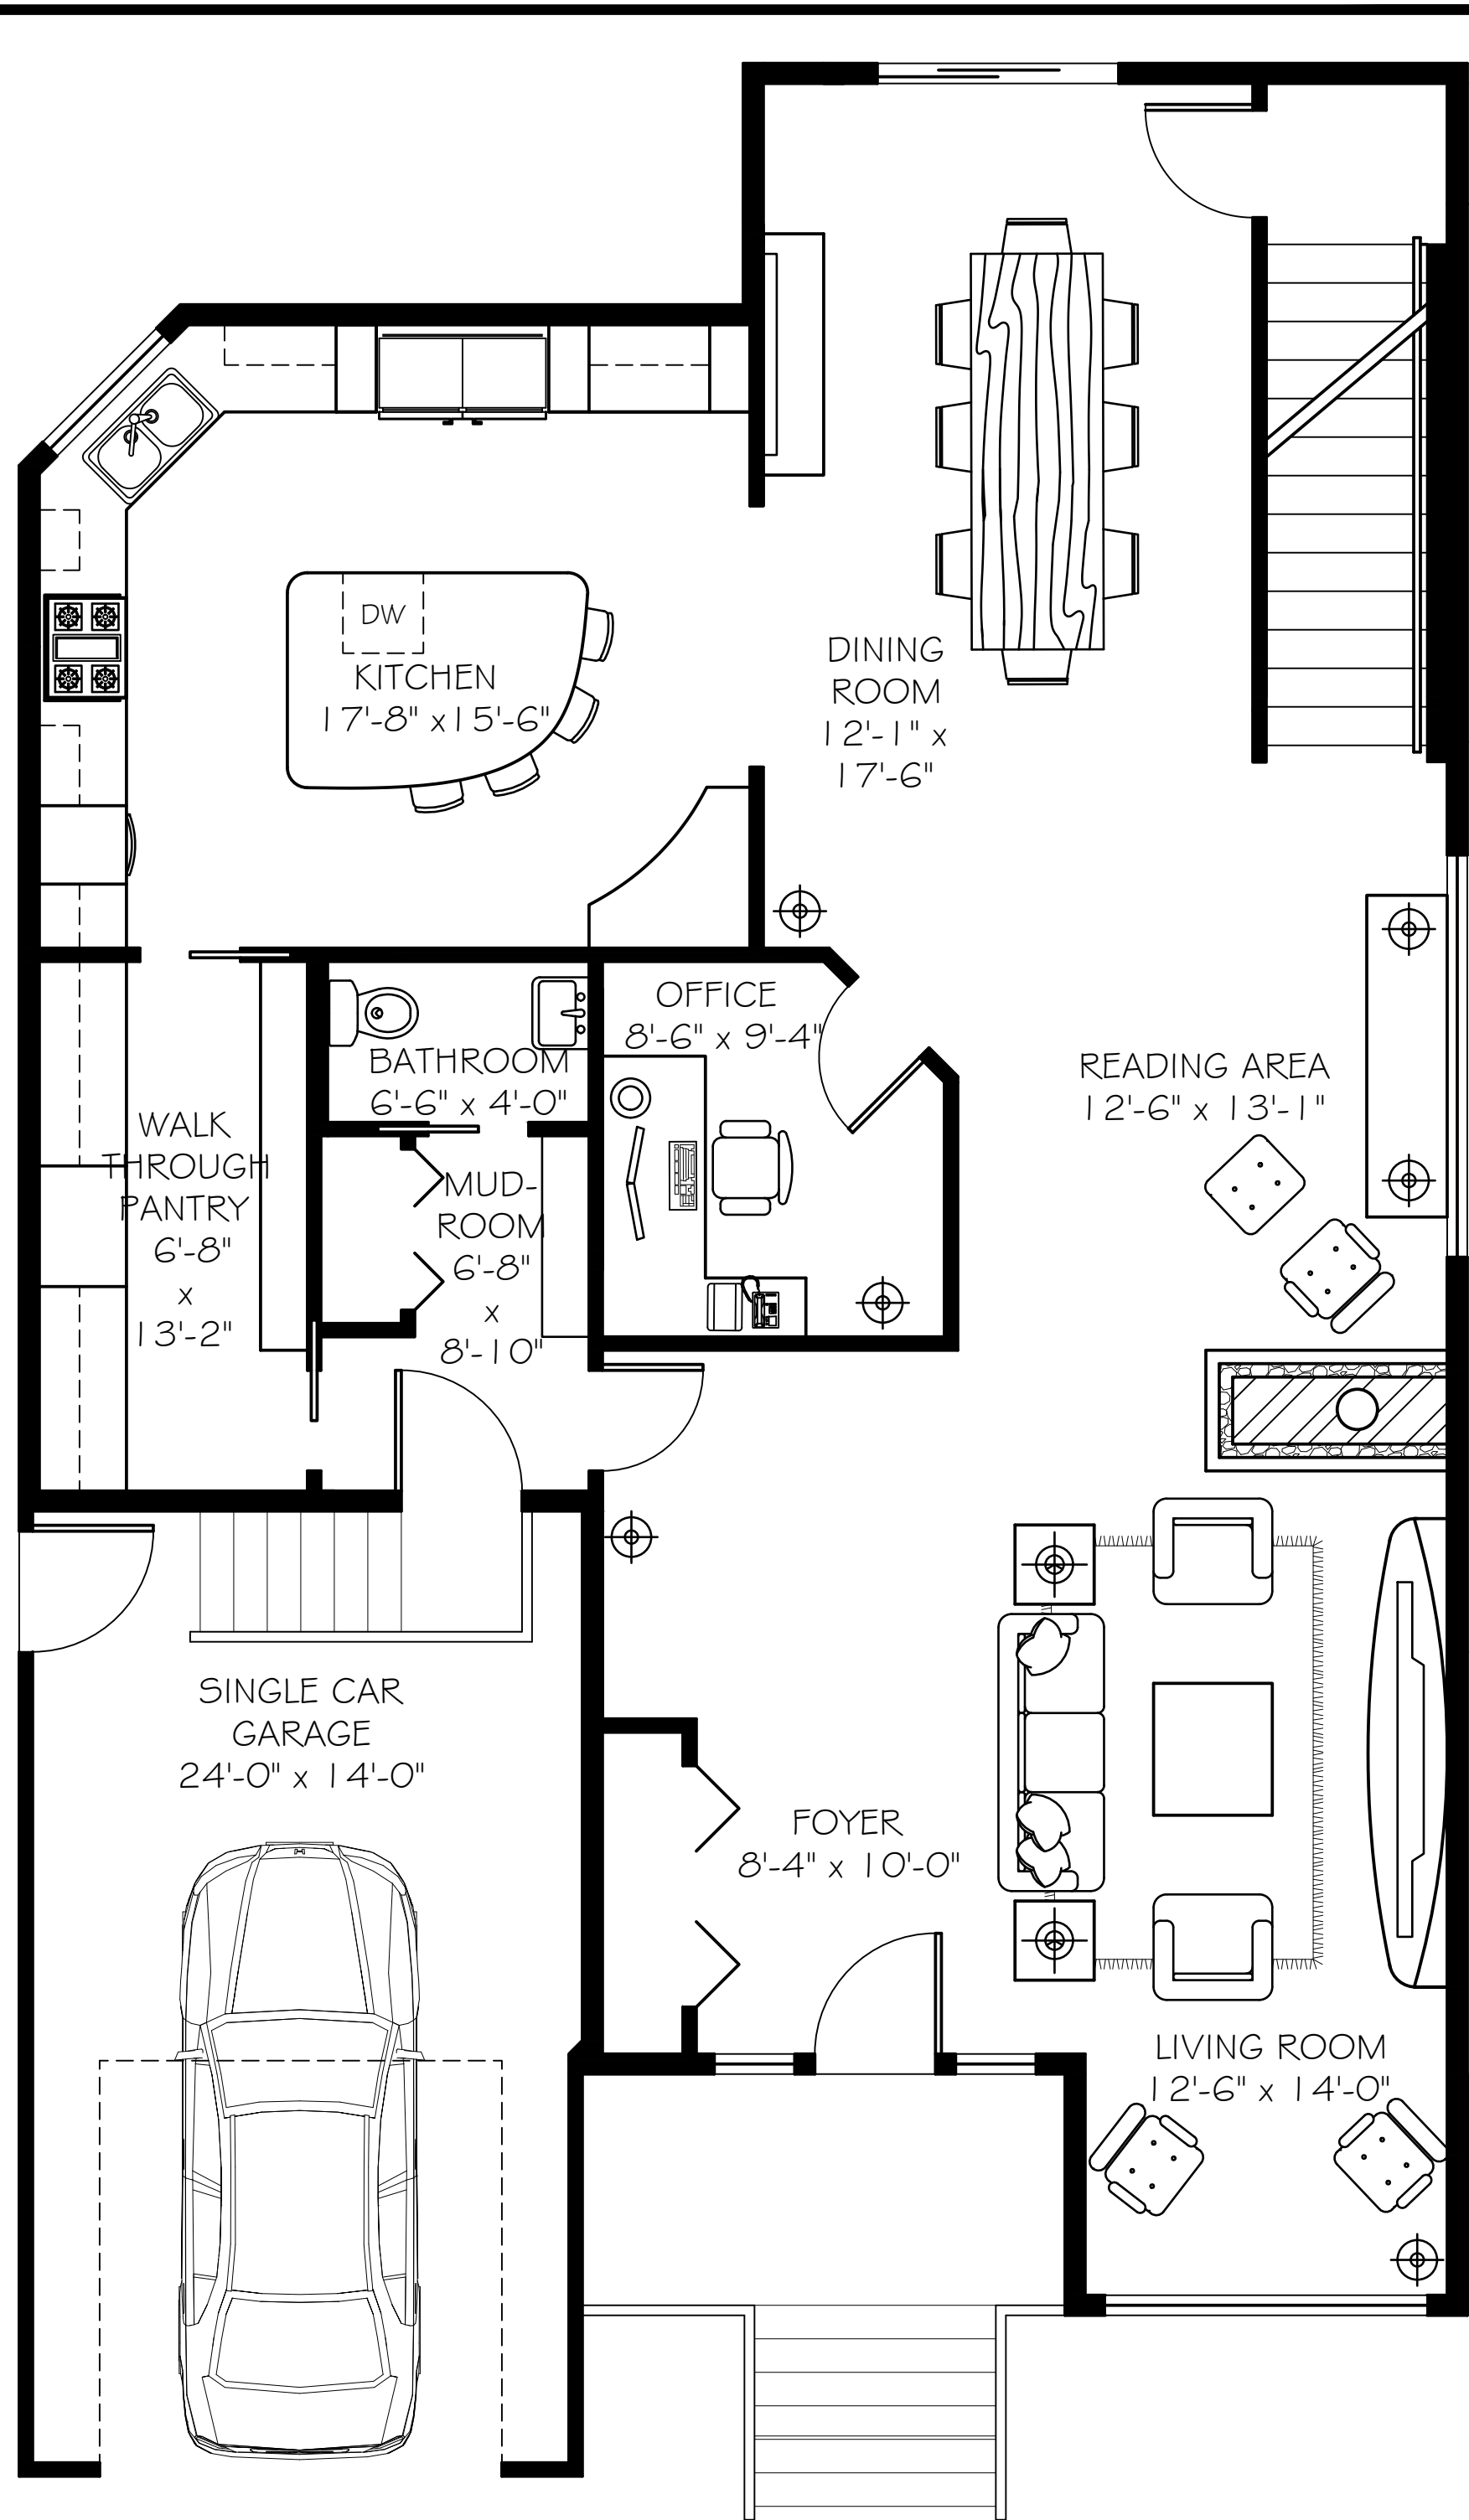 DW
KITCHEN
17'-8" x15'-6"
DINING
ROOM
12'-1" x
17'-6"
OFFICE
8'-6" x 9'-4"
BATHROOM
6'-6" x 4'-0"
READING AREA
12'-6" x 13'-1"
WALK
THROUGH
PANTRY
6'-8"
x
13'-2"
MUD-
ROOM
6'-8"
x
8'-10"
SINGLE CAR
GARAGE
24'-0" x 14'-0"
FOYER
8'-4" x 10'-0"
LIVING ROOM
12'-6" x 14'-0"